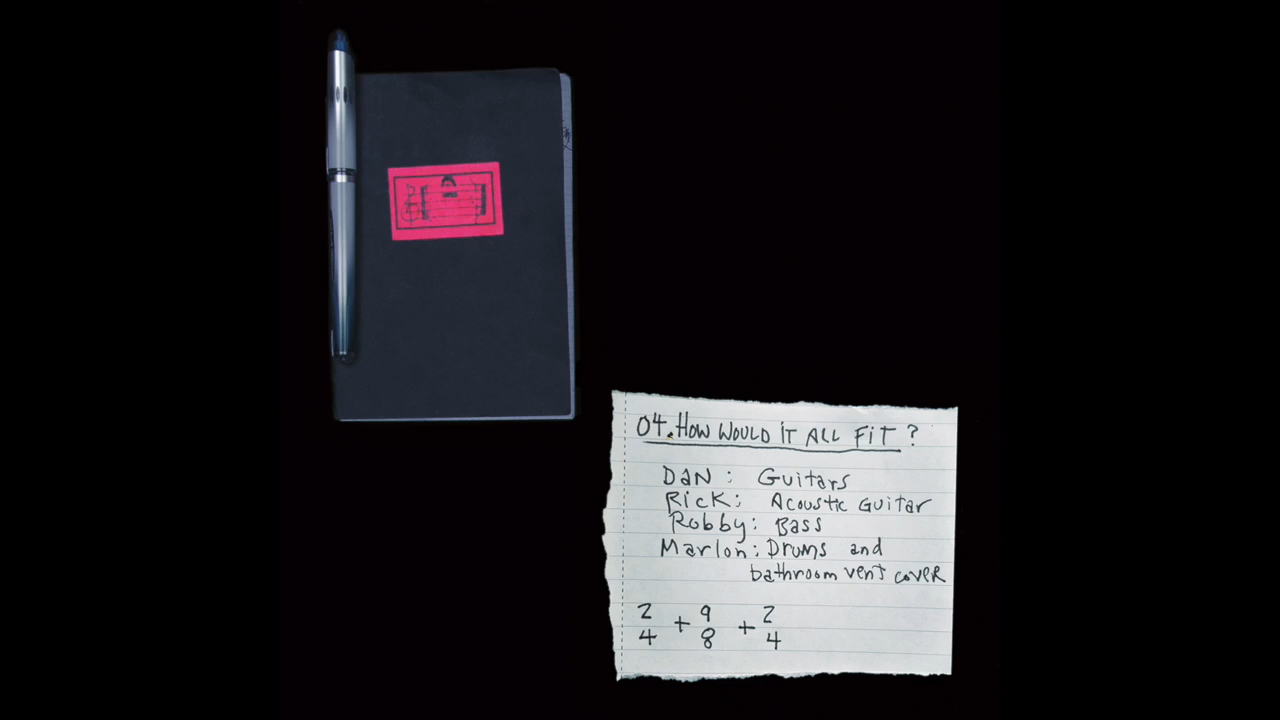 04. HOW WOULD IT ALL FIT?
DAN: Guitars
Rick: Acoustic Guitar
Robby: Bass
Marlon: Drums and
bathroom vent cover
2/4 + 9/8 + 2/4